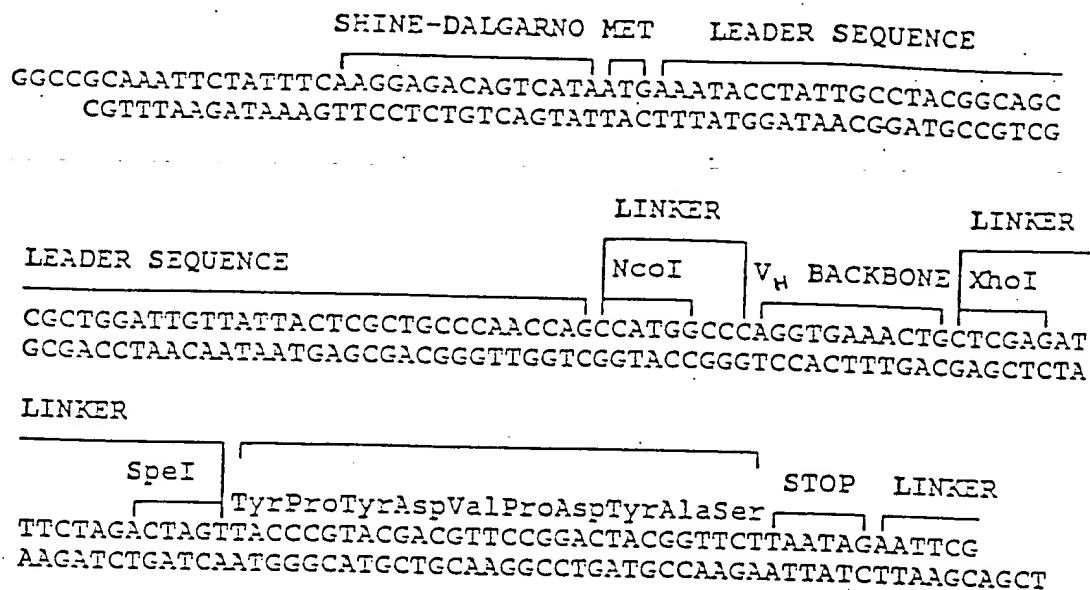 SHINE-DALGARNO MET LEADER SEQUENCE
GGCCGCAAATTCTATTTCAAGGAGACAGTCATAATGAAATACCTATTGCCTACGGCAGC
CGTTTAAGATAAAGTTCCTCTGTCAGTATTACTTTATGGATAACGGATGCCGTCG
LINKER LINKER
LEADER SEQUENCE NcoI VH BACKBONE XhoI
CGCTGGATTGTTATTACTCGCTGCCCAACCAGCCATGGCCCAGGTGAAACTGCTCGAGAT
GCGACCTAACAATAATGAGCGACGGGTTGGTCGGTACCGGGTCCACTTTGACGAGCTCTA
LINKER
SpeI TyrProTyrAspValProAspTyrAlaSer STOP LINKER
TTCTAGACTAGTTACCCGTACGACGTTCCGGACTACGGTTCTTAATAGAATTCG
AAGATCTGATCAATGGGCATGCTGCAAGGCCTGATGCCAAGAATTATCTTAAGCAGCT